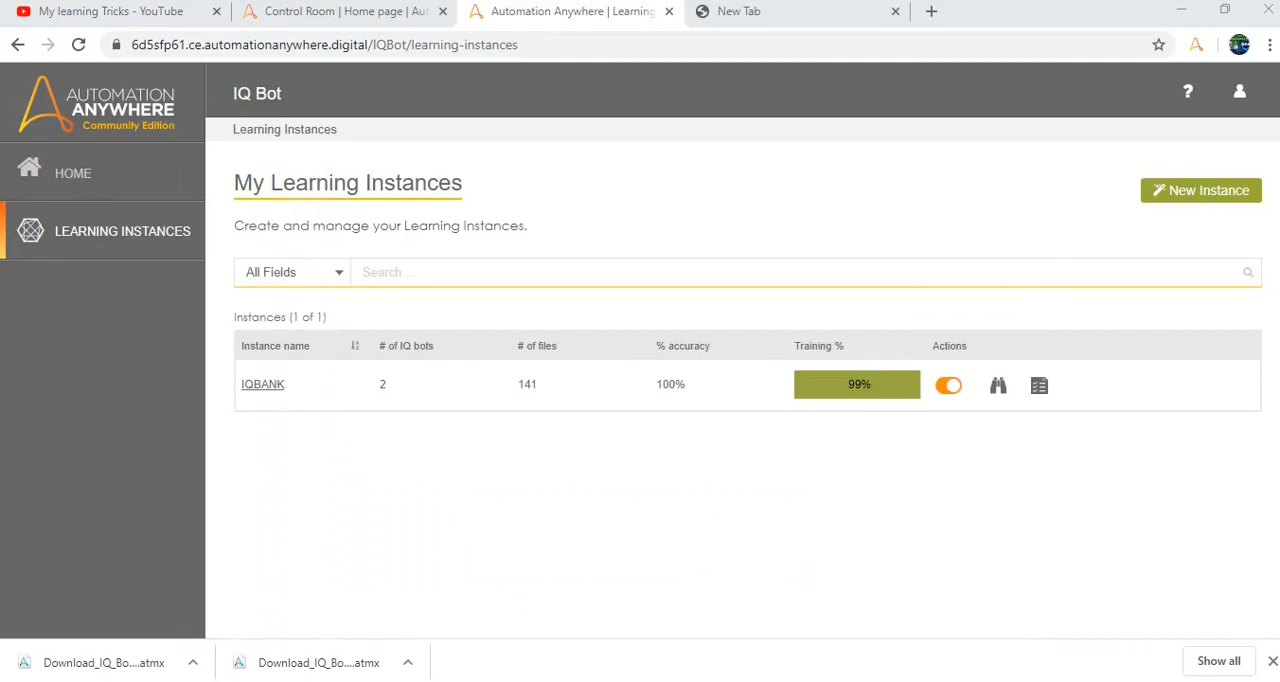 My learning Tricks - YouTube
Control Room | Home page | Au
Automation Anywhere | Learning
New Tab
6d5sfp61.ce.automationanywhere.digital/IQBot/learning-instances
AUTOMATION
ANYWHERE
Community Edition
IQ Bot
?
Learning Instances
HOME
LEARNING INSTANCES
My Learning Instances
New Instance
Create and manage your Learning Instances.
All Fields
Search ...
Instances (1 of 1)
Instance name # of IQ bots # of files % accuracy Training % Actions
IQBANK 2 141 100% 99%
Download_IQ_Bo....atmx
Download_IQ_Bo....atmx
Show all